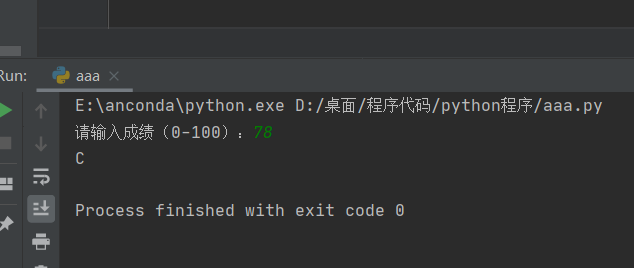 Run:
aaa
E:\anconda\python.exe D:/桌面/程序代码/python程序/aaa.py
请输入成绩（0-100）：78
C
Process finished with exit code 0